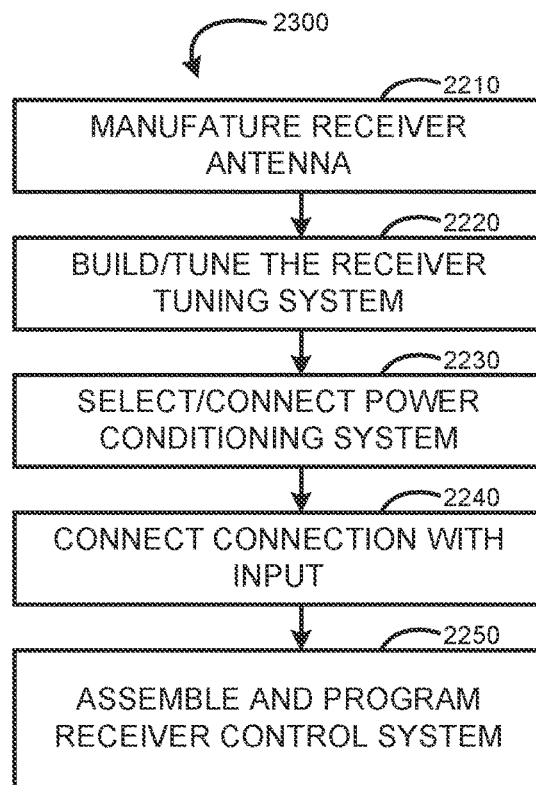 2300
2210
MANUFATURE RECEIVER
ANTENNA
2220
BUILD/TUNE THE RECEIVER
TUNING SYSTEM
2230
SELECT/CONNECT POWER
CONDITIONING SYSTEM
2240
CONNECT CONNECTION WITH
INPUT
2250
ASSEMBLE AND PROGRAM
RECEIVER CONTROL SYSTEM